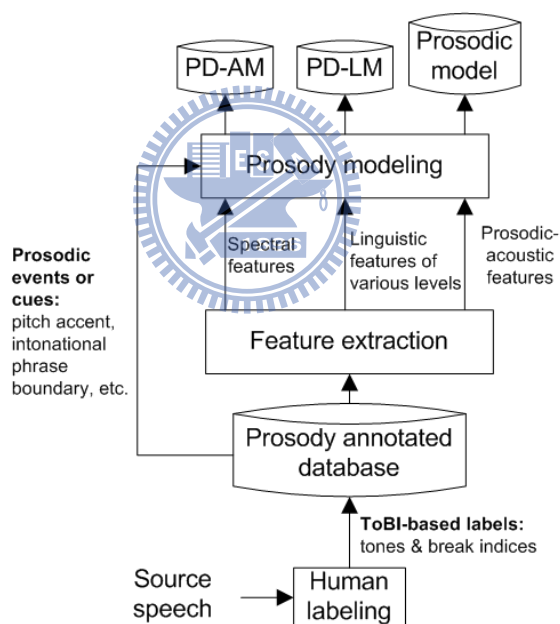 PD-AM
PD-LM
Prosodic
model
Prosody modeling
Spectral
features
Linguistic
features of
various levels
Prosodic-
acoustic
features
Prosodic
events or
cues:
pitch accent,
intonational
phrase
boundary, etc.
Feature extraction
Prosody annotated
database
ToBI-based labels:
tones & break indices
Source
speech
Human
labeling